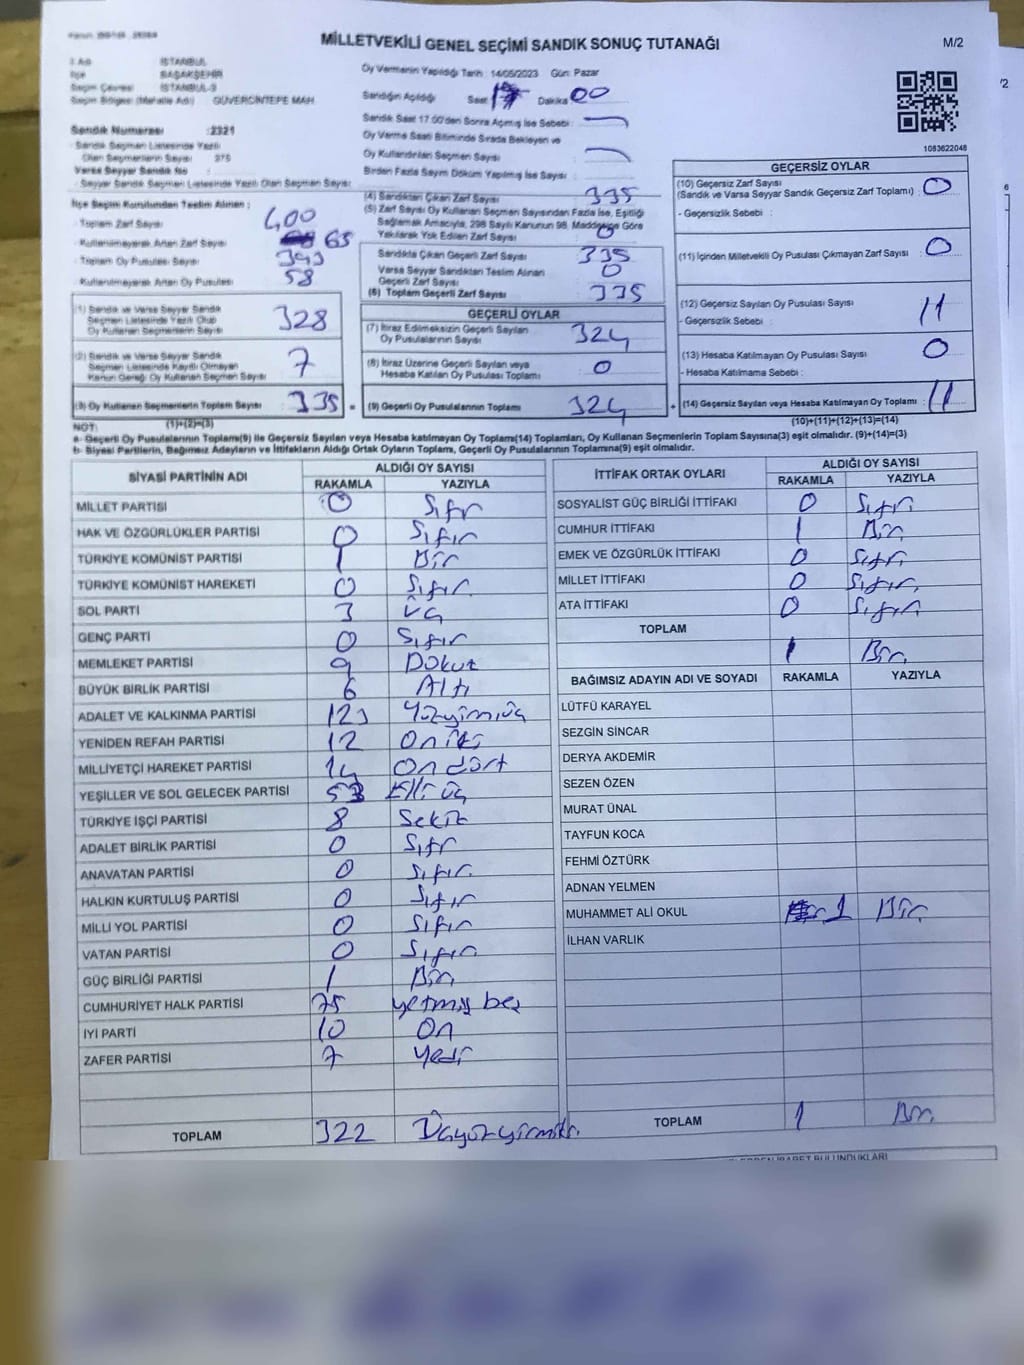 MİLLETVEKİLİ GENEL SEÇİMİ SANDIK SONUÇ TUTANAĞI
M/2
İl Adı : İSTANBUL
İlçe : BAŞAKŞEHİR
Seçim Çevresi : İSTANBUL-3
Seçim Bölgesi (Mahalle Adı) : GÜVERCİNTEPE MAH.
Sandık Numarası : 2321
Sandık Seçmen Listesinde Yazılı
Olan Seçmenlerin Sayısı : 375
Varsa Seyyar Sandık İse
Seyyar Sandık Seçmen Listesinde Yazılı Olan Seçmen Sayısı :
İlçe Seçim Kurulundan Teslim Alınan ;
- Toplam Zarf Sayısı : 400
- Kullanılmayarak Artan Zarf Sayısı : 65
- Toplam Oy Pusulası Sayısı : 393
- Kullanılmayarak Artan Oy Pusulası : 58
(1) Sandık ve Varsa Seyyar Sandık
Seçmen Listesinde Yazılı Olup
Oy Kullanan Seçmenlerin Sayısı : 328
(2) Sandık ve Varsa Seyyar Sandık
Seçmen Listesinde Kayıtlı Olmayan
Kanun Gereği Oy Kullanan Seçmen Sayısı : 7
(3) Oy Kullanan Seçmenlerin Toplam Sayısı : 335 =
(1)+(2)=(3)
Oy Vermenin Yapıldığı Tarih : 14/05/2023 Gün: Pazar
Sandığın Açıldığı Saat 17 Dakika 00
Sandık Saat 17:00'den Sonra Açılmış İse Sebebi :
Oy Verme Saati Bitiminde Sırada Bekleyen ve
Oy Kullandırılan Seçmen Sayısı :
Birden Fazla Sayım Döküm Yapılmış İse Sayısı :
(4) Sandıktan Çıkan Zarf Sayısı : 335
(5) Zarf Sayısı Oy Kullanan Seçmen Sayısından Fazla İse, Eşitliği
Sağlamak Amacıyla, 298 Sayılı Kanunun 98. Maddesine Göre
Yakılarak Yok Edilen Zarf Sayısı : 0
Sandıkta Çıkan Geçerli Zarf Sayısı : 335
Varsa Seyyar Sandıktan Teslim Alınan
Geçerli Zarf Sayısı : 0
(6) Toplam Geçerli Zarf Sayısı : 335
GEÇERLİ OYLAR
(7) İtiraz Edilmeksizin Geçerli Sayılan
Oy Pusulalarının Sayısı : 324
(8) İtiraz Üzerine Geçerli Sayılan veya
Hesaba Katılan Oy Pusulası Toplamı : 0
(9) Geçerli Oy Pusulalarının Toplamı : 324 +
1083622048
GEÇERSİZ OYLAR
(10) Geçersiz Zarf Sayısı
(Sandık ve Varsa Seyyar Sandık Geçersiz Zarf Toplamı) : 0
- Geçersizlik Sebebi :
(11) İçinden Milletvekili Oy Pusulası Çıkmayan Zarf Sayısı : 0
(12) Geçersiz Sayılan Oy Pusulası Sayısı : 11
- Geçersizlik Sebebi :
(13) Hesaba Katılmayan Oy Pusulası Sayısı : 0
- Hesaba Katılmama Sebebi :
(14) Geçersiz Sayılan veya Hesaba Katılmayan Oy Toplamı : 11
(10)+(11)+(12)+(13)=(14)
NOT:
a- Geçerli Oy Pusulalarının Toplamı(9) ile Geçersiz Sayılan veya Hesaba katılmayan Oy Toplamı(14) Toplamları, Oy Kullanan Seçmenlerin Toplam Sayısına(3) eşit olmalıdır. (9)+(14)=(3)
b- Siyasi Partilerin, Bağımsız Adayların ve İttifakların Aldığı Ortak Oyların Toplamı, Geçerli Oy Pusulalarının Toplamına(9) eşit olmalıdır.
SİYASİ PARTİNİN ADI ALDIĞI OY SAYISI
RAKAMLA YAZIYLA
MİLLET PARTİSİ 0 Sıfır
HAK VE ÖZGÜRLÜKLER PARTİSİ 0 Sıfır
TÜRKİYE KOMÜNİST PARTİSİ 1 Bir
TÜRKİYE KOMÜNİST HAREKETİ 0 Sıfır
SOL PARTİ 3 Üç
GENÇ PARTİ 0 Sıfır
MEMLEKET PARTİSİ 9 Dokuz
BÜYÜK BİRLİK PARTİSİ 6 Altı
ADALET VE KALKINMA PARTİSİ 123 Yüzyirmiüç
YENİDEN REFAH PARTİSİ 12 Oniki
MİLLİYETÇİ HAREKET PARTİSİ 14 Ondört
YEŞİLLER VE SOL GELECEK PARTİSİ 53 Elli üç
TÜRKİYE İŞÇİ PARTİSİ 8 Sekiz
ADALET BİRLİK PARTİSİ 0 Sıfır
ANAVATAN PARTİSİ 0 Sıfır
HALKIN KURTULUŞ PARTİSİ 0 Sıfır
MİLLİ YOL PARTİSİ 0 Sıfır
VATAN PARTİSİ 0 Sıfır
GÜÇ BİRLİĞİ PARTİSİ 1 Bir
CUMHURİYET HALK PARTİSİ 75 yetmiş beş
İYİ PARTİ 10 On
ZAFER PARTİSİ 7 Yedi
TOPLAM 322 Üçyüzyirmiiki
İTTİFAK ORTAK OYLARI ALDIĞI OY SAYISI
RAKAMLA YAZIYLA
SOSYALİST GÜÇ BİRLİĞİ İTTİFAKI 0 Sıfır
CUMHUR İTTİFAKI 1 Bir
EMEK VE ÖZGÜRLÜK İTTİFAKI 0 Sıfır
MİLLET İTTİFAKI 0 Sıfır
ATA İTTİFAKI 0 Sıfır
TOPLAM
1 Bir
BAĞIMSIZ ADAYIN ADI VE SOYADI RAKAMLA YAZIYLA
LÜTFÜ KARAYEL
SEZGİN SİNCAR
DERYA AKDEMİR
SEZEN ÖZEN
MURAT ÜNAL
TAYFUN KOCA
FEHMİ ÖZTÜRK
ADNAN YELMEN
MUHAMMET ALİ OKUL 1 Bir
İLHAN VARLIK
TOPLAM 1 Bir